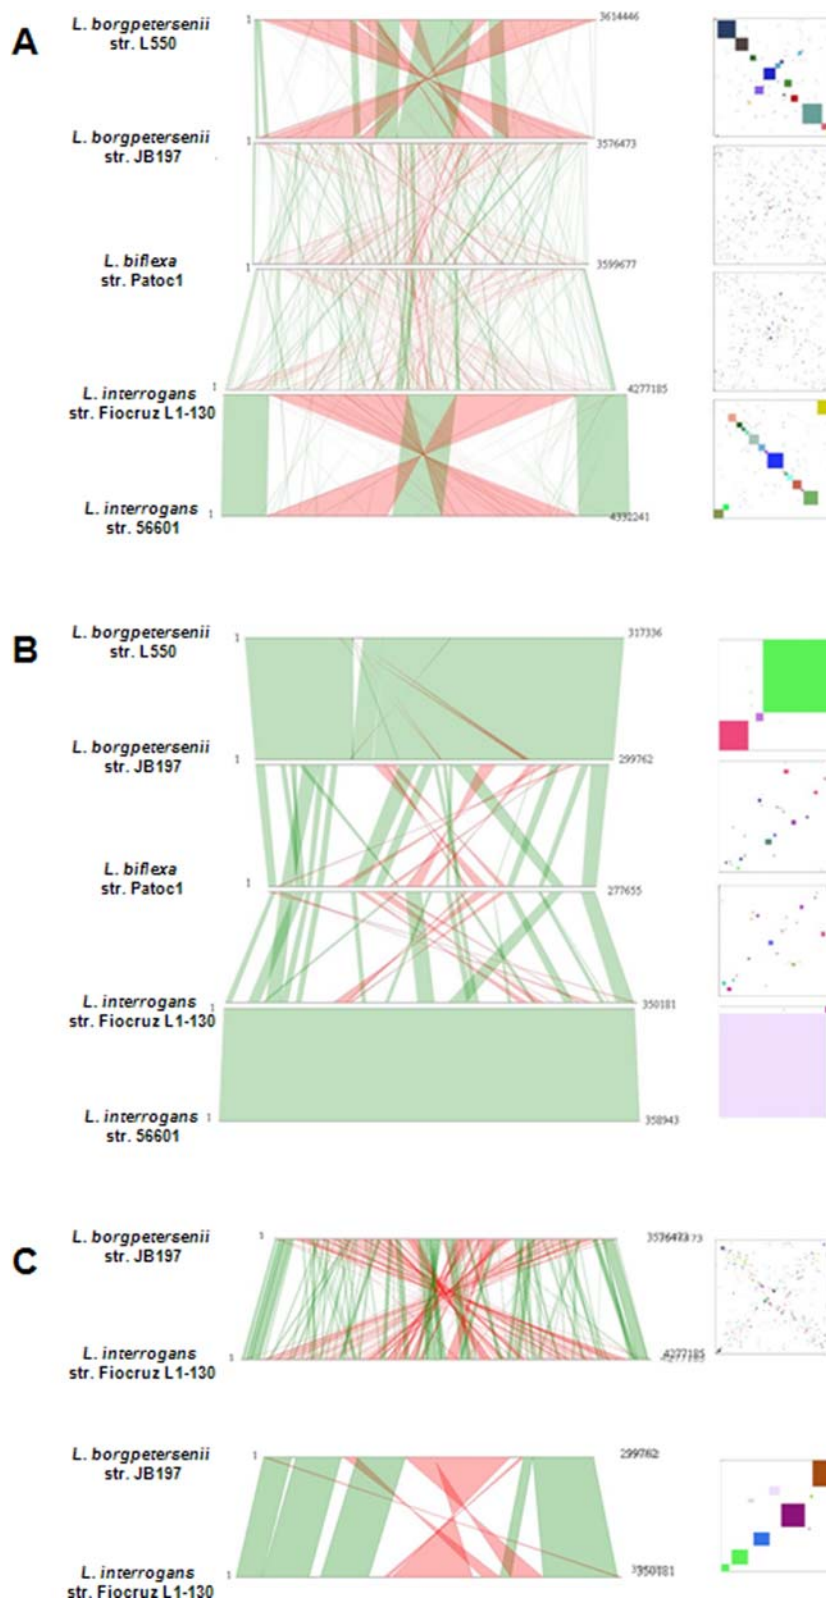 A
L. borgpetersenii
str. L550
1
3614446
L. borgpetersenii
str. JB197
1
1
3576473
L. biflexa
str. Patoc1
1
3599677
L. interrogans
str. Fiocruz L1-130
1
4277185
L. interrogans
str. 56601
1
4332241
B
L. borgpetersenii
str. L550
1
317336
L. borgpetersenii
str. JB197
1
299762
L. biflexa
str. Patoc1
1
277655
L. interrogans
str. Fiocruz L1-130
1
350181
L. interrogans
str. 56601
1
358943
C
L. borgpetersenii
str. JB197
1
L. interrogans
str. Fiocruz L1-130
1
4277185
L. borgpetersenii
str. JB197
1
299762
L. interrogans
str. Fiocruz L1-130
1
350181